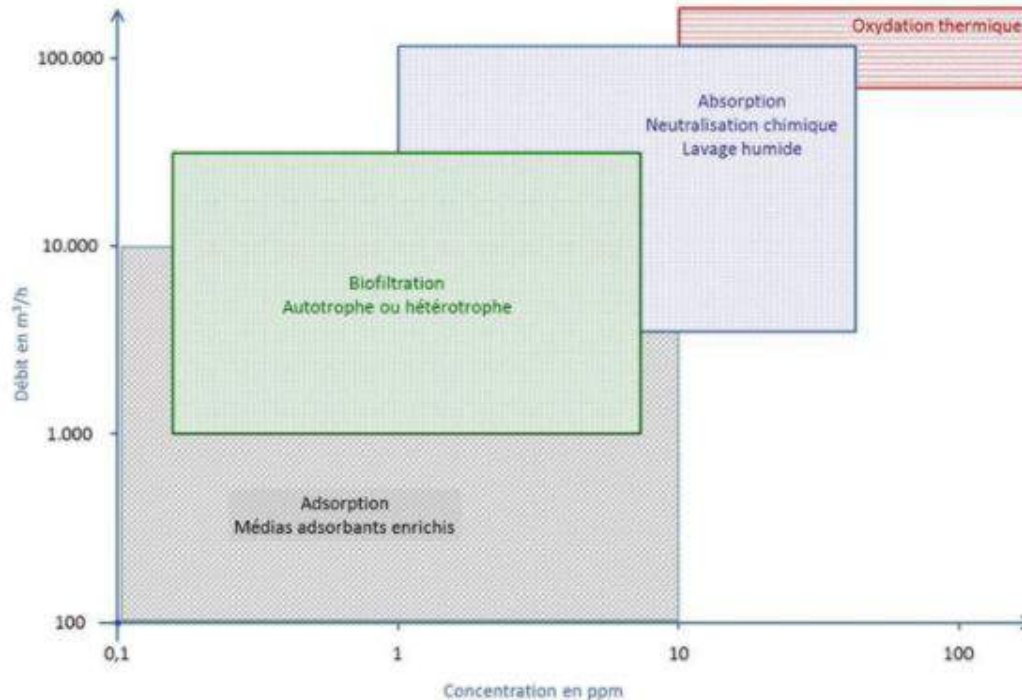 Oxydation thermique
100.000
Absorption
Neutralisation chimique
Lavage humide
10.000
Biofiltration
Autotrophe ou hétérotrophe
Débit en m³/h
1.000
Adsorption
Médias adsorbants enrichis
100
0,1
1
10
100
Concentration en ppm